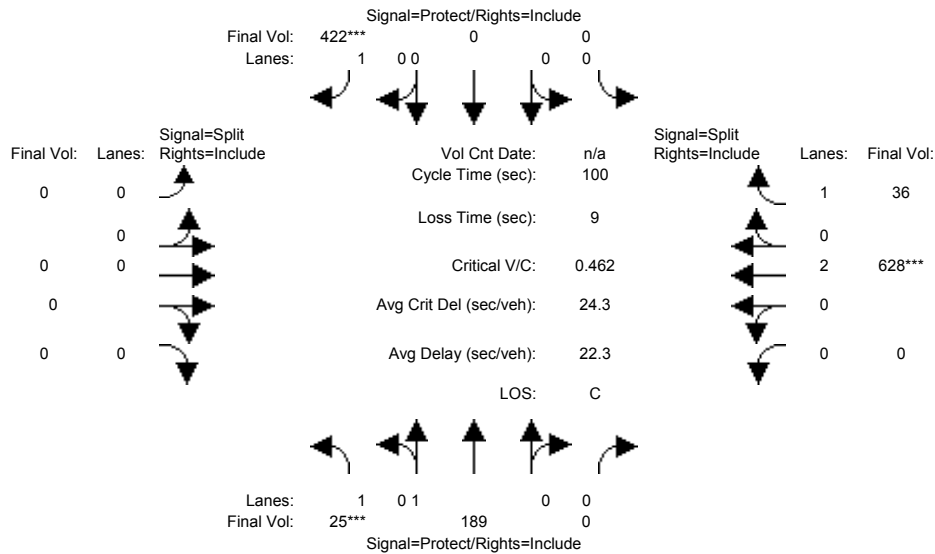 Signal=Protect/Rights=Include
Final Vol: 422*** 0 0
Lanes: 1 0 0 0 0
Signal=Split Signal=Split
Final Vol: Lanes: Rights=Include Vol Cnt Date: n/a Rights=Include Lanes: Final Vol:
Cycle Time (sec): 100
0 0 1 36
Loss Time (sec): 9
0 0
0 0 Critical V/C: 0.462 2 628***
0 Avg Crit Del (sec/veh): 24.3 0
0 0 Avg Delay (sec/veh): 22.3 0 0
LOS: C
Lanes: 1 0 1 0 0
Final Vol: 25*** 189 0
Signal=Protect/Rights=Include